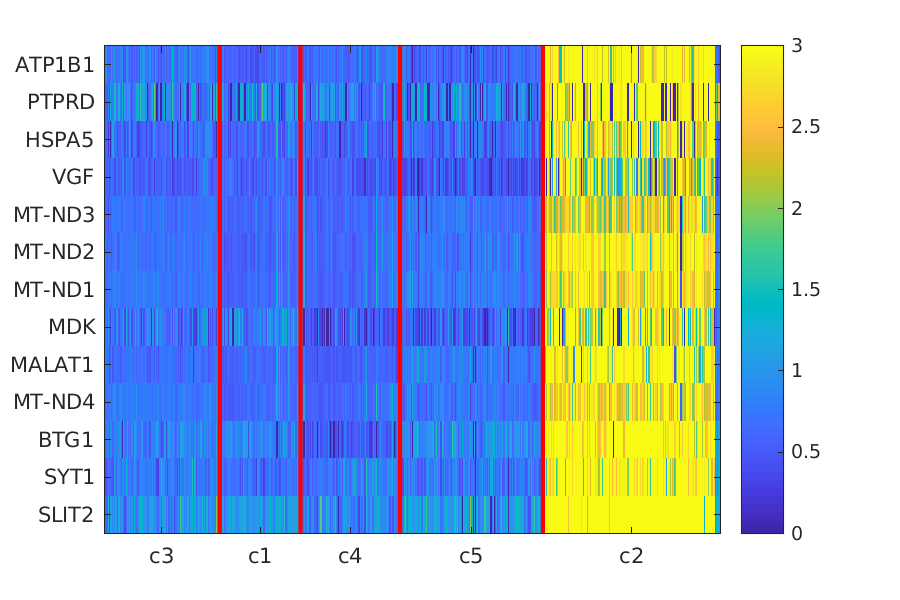 ATP1B1
PTPRD
HSPA5
VGF
MT-ND3
MT-ND2
MT-ND1
MDK
MALAT1
MT-ND4
BTG1
SYT1
SLIT2
c3 c1 c4 c5 c2
3
2.5
2
1.5
1
0.5
0